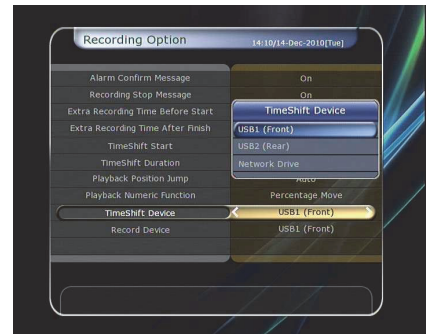 Recording Option 14:10/14-Dec-2010[Tue]
Alarm Confirm Message On
Recording Stop Message On
Extra Recording Time Before Start
TimeShift Device
Extra Recording Time After Finish
USB1 (Front)
TimeShift Start
USB2 (Rear)
TimeShift Duration
Network Drive
Playback Position Jump Auto
Playback Numeric Function Percentage Move
TimeShift Device USB1 (Front)
Record Device USB1 (Front)